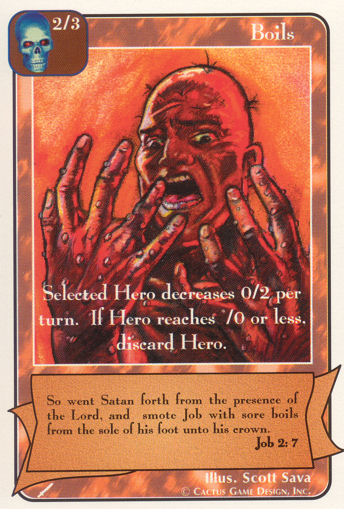 2/3
Boils
Selected Hero decreases 0/2 per
turn. If Hero reaches */0 or less,
discard Hero.
So went Satan forth from the presence of
the Lord, and smote Job with sore boils
from the sole of his foot unto his crown.
Job 2: 7
Illus. Scott Sava
© Cactus Game Design, Inc.